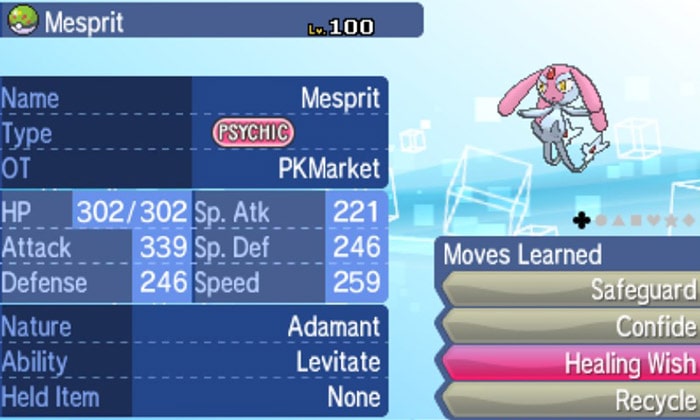 Mesprit Lv.100
Name Mesprit
Type PSYCHIC
OT PKMarket
HP 302/302 Sp. Atk 221
Attack 339 Sp. Def 246
Defense 246 Speed 259
Nature Adamant
Ability Levitate
Held Item None
Moves Learned
Safeguard
Confide
Healing Wish
Recycle